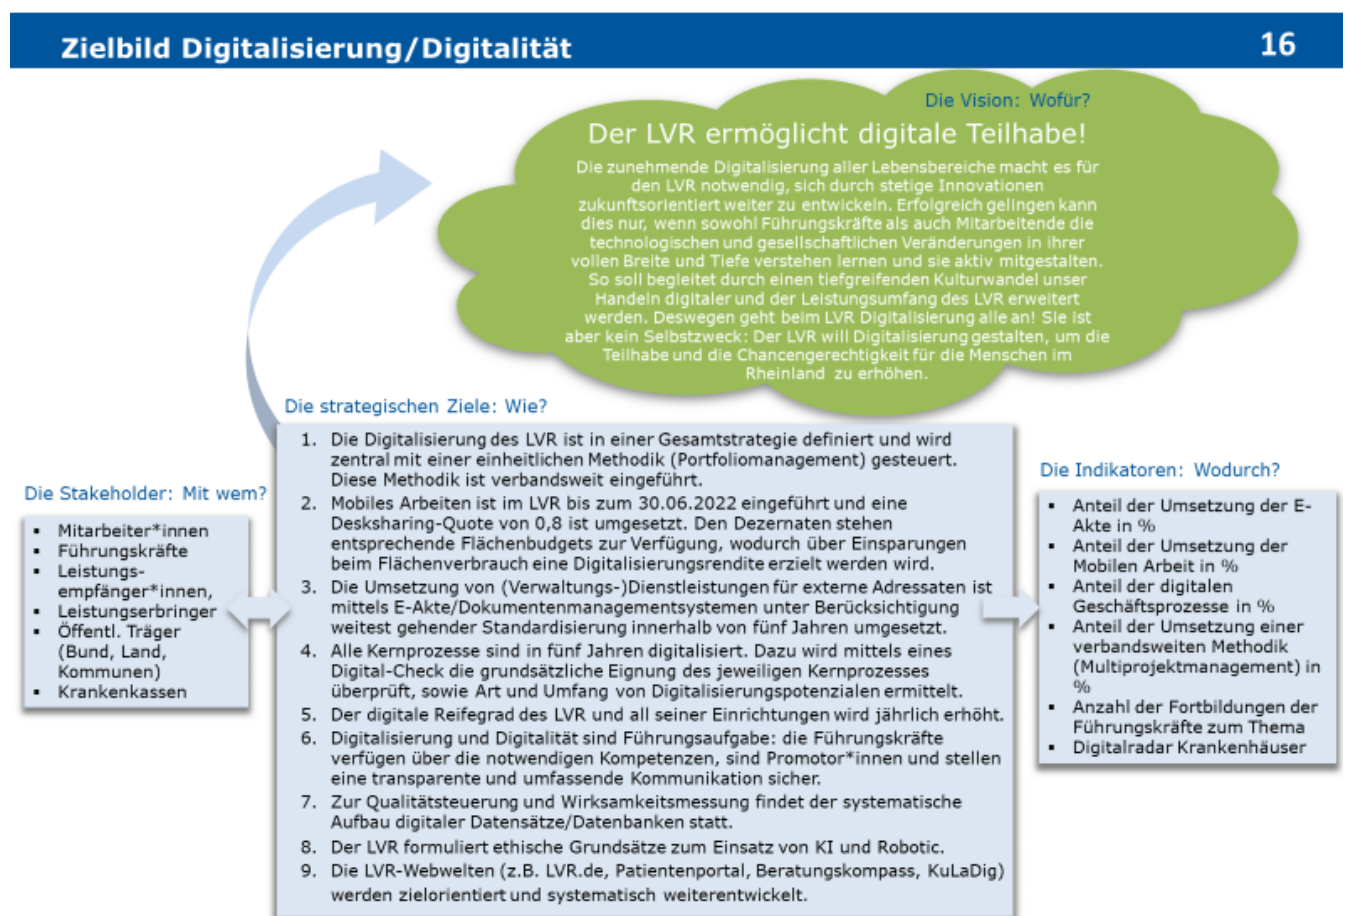 Zielbild Digitalisierung/Digitalität
16
Die Vision: Wofür?
Der LVR ermöglicht digitale Teilhabe!
Die zunehmende Digitalisierung aller Lebensbereiche macht es für
den LVR notwendig, sich durch stetige Innovationen
zukunftsorientiert weiter zu entwickeln. Erfolgreich gelingen kann
dies nur, wenn sowohl Führungskräfte als auch Mitarbeitende die
technologischen und gesellschaftlichen Veränderungen in ihrer
vollen Breite und Tiefe verstehen lernen und sie aktiv mitgestalten.
So soll begleitet durch einen tiefgreifenden Kulturwandel unser
Handeln digitaler und der Leistungsumfang des LVR erweitert
werden. Deswegen geht beim LVR Digitalisierung alle an! Sie ist
aber kein Selbstzweck: Der LVR will Digitalisierung gestalten, um die
Teilhabe und die Chancengerechtigkeit für die Menschen im
Rheinland zu erhöhen.
Die Stakeholder: Mit wem?
▪ Mitarbeiter*innen
▪ Führungskräfte
▪ Leistungs-
empfänger*innen,
▪ Leistungserbringer
▪ Öffentl. Träger
(Bund, Land,
Kommunen)
▪ Krankenkassen
Die strategischen Ziele: Wie?
1. Die Digitalisierung des LVR ist in einer Gesamtstrategie definiert und wird
zentral mit einer einheitlichen Methodik (Portfoliomanagement) gesteuert.
Diese Methodik ist verbandsweit eingeführt.
2. Mobiles Arbeiten ist im LVR bis zum 30.06.2022 eingeführt und eine
Desksharing-Quote von 0,8 ist umgesetzt. Den Dezernaten stehen
entsprechende Flächenbudgets zur Verfügung, wodurch über Einsparungen
beim Flächenverbrauch eine Digitalisierungsrendite erzielt werden wird.
3. Die Umsetzung von (Verwaltungs-)Dienstleistungen für externe Adressaten ist
mittels E-Akte/Dokumentenmanagementsystemen unter Berücksichtigung
weitest gehender Standardisierung innerhalb von fünf Jahren umgesetzt.
4. Alle Kernprozesse sind in fünf Jahren digitalisiert. Dazu wird mittels eines
Digital-Check die grundsätzliche Eignung des jeweiligen Kernprozesses
überprüft, sowie Art und Umfang von Digitalisierungspotenzialen ermittelt.
5. Der digitale Reifegrad des LVR und all seiner Einrichtungen wird jährlich erhöht.
6. Digitalisierung und Digitalität sind Führungsaufgabe: die Führungskräfte
verfügen über die notwendigen Kompetenzen, sind Promotor*innen und stellen
eine transparente und umfassende Kommunikation sicher.
7. Zur Qualitätsteuerung und Wirksamkeitsmessung findet der systematische
Aufbau digitaler Datensätze/Datenbanken statt.
8. Der LVR formuliert ethische Grundsätze zum Einsatz von KI und Robotic.
9. Die LVR-Webwelten (z.B. LVR.de, Patientenportal, Beratungskompass, KuLaDig)
werden zielorientiert und systematisch weiterentwickelt.
Die Indikatoren: Wodurch?
▪ Anteil der Umsetzung der E-
Akte in %
▪ Anteil der Umsetzung der
Mobilen Arbeit in %
▪ Anteil der digitalen
Geschäftsprozesse in %
▪ Anteil der Umsetzung einer
verbandsweiten Methodik
(Multiprojektmanagement) in
%
▪ Anzahl der Fortbildungen der
Führungskräfte zum Thema
▪ Digitalradar Krankenhäuser